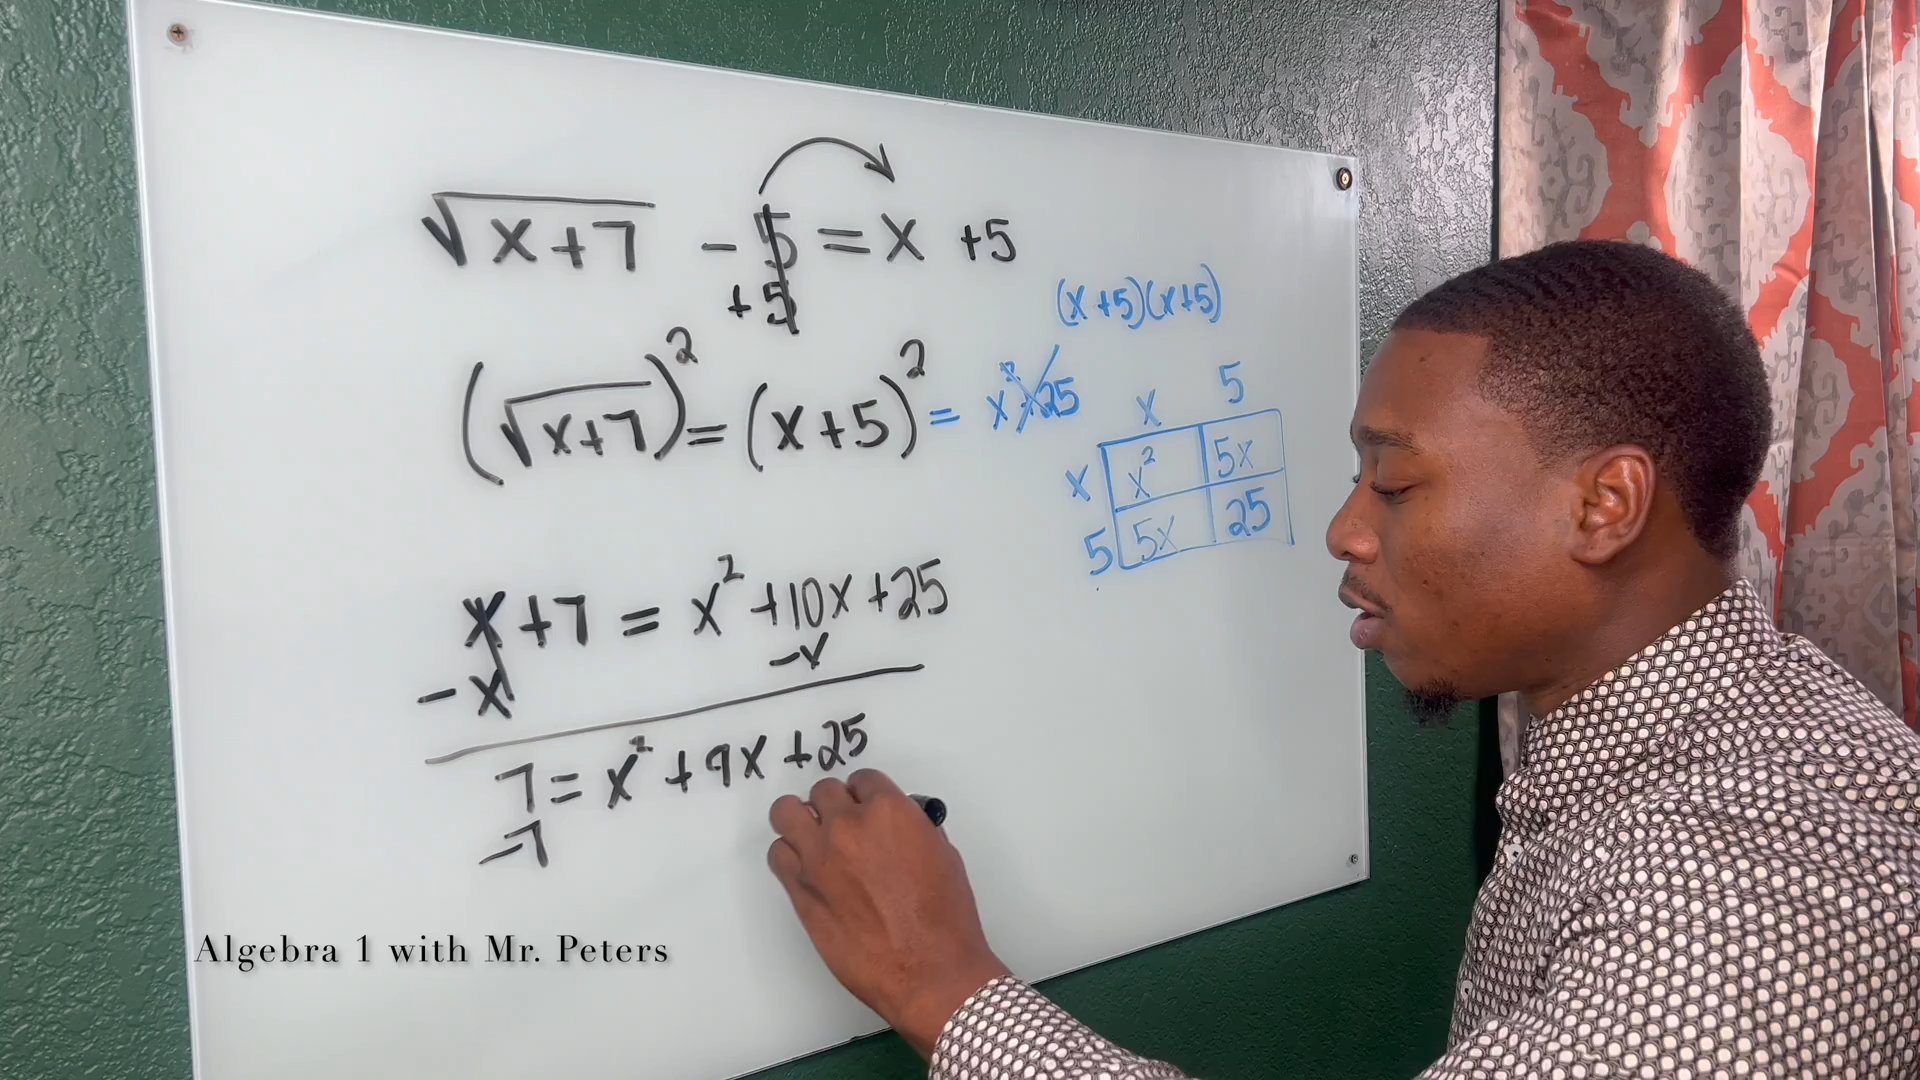 √x+7 - 5 = x +5
+ 5
(x+5)(x+5)
(√x+7)² = (x+5)² = x²+25
x 5
x x² 5x
5 5x 25
x+7 = x²+10x+25
-x -x
7 = x²+9x+25
-7
Algebra 1 with Mr. Peters